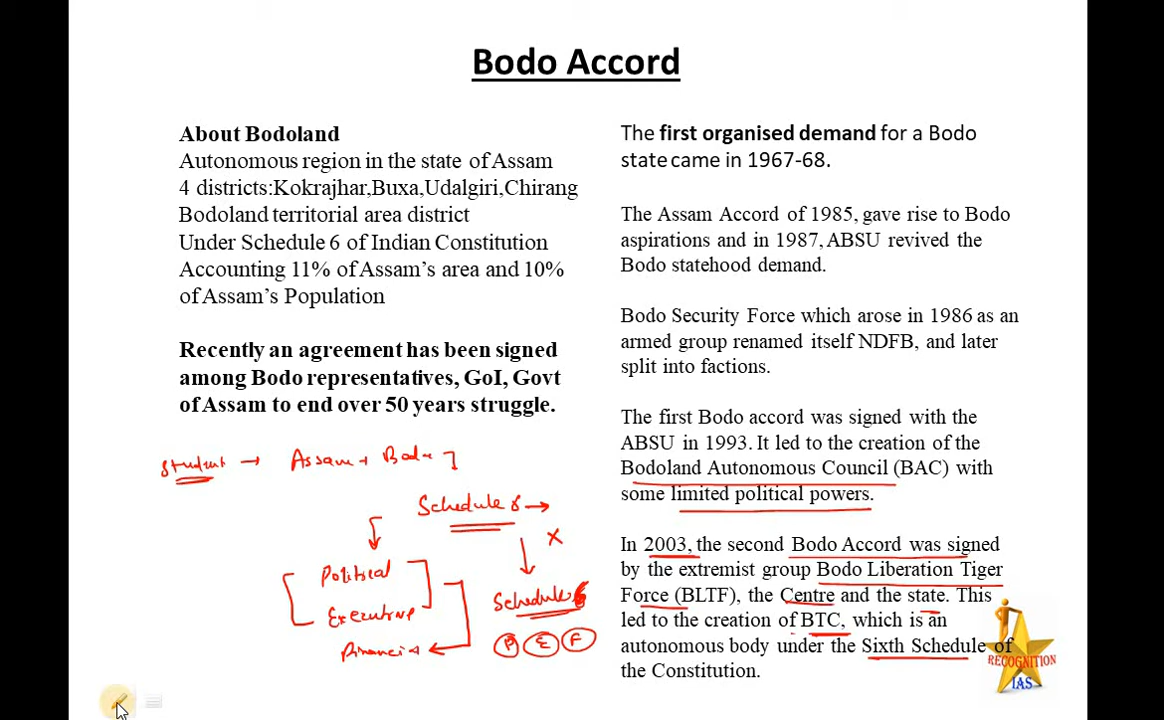 Bodo Accord
About Bodoland
Autonomous region in the state of Assam
4 districts:Kokrajhar,Buxa,Udalgiri,Chirang
Bodoland territorial area district
Under Schedule 6 of Indian Constitution
Accounting 11% of Assam's area and 10%
of Assam's Population
Recently an agreement has been signed
among Bodo representatives, GoI, Govt
of Assam to end over 50 years struggle.
Student → Assam + Bodo
Schedule 6 →
Political
Executive
Financial
x
Schedule 6
P E F
The first organised demand for a Bodo
state came in 1967-68.
The Assam Accord of 1985, gave rise to Bodo
aspirations and in 1987, ABSU revived the
Bodo statehood demand.
Bodo Security Force which arose in 1986 as an
armed group renamed itself NDFB, and later
split into factions.
The first Bodo accord was signed with the
ABSU in 1993. It led to the creation of the
Bodoland Autonomous Council (BAC) with
some limited political powers.
In 2003, the second Bodo Accord was signed
by the extremist group Bodo Liberation Tiger
Force (BLTF), the Centre and the state. This
led to the creation of BTC, which is an
autonomous body under the Sixth Schedule of
the Constitution.
RECOGNITION
IAS